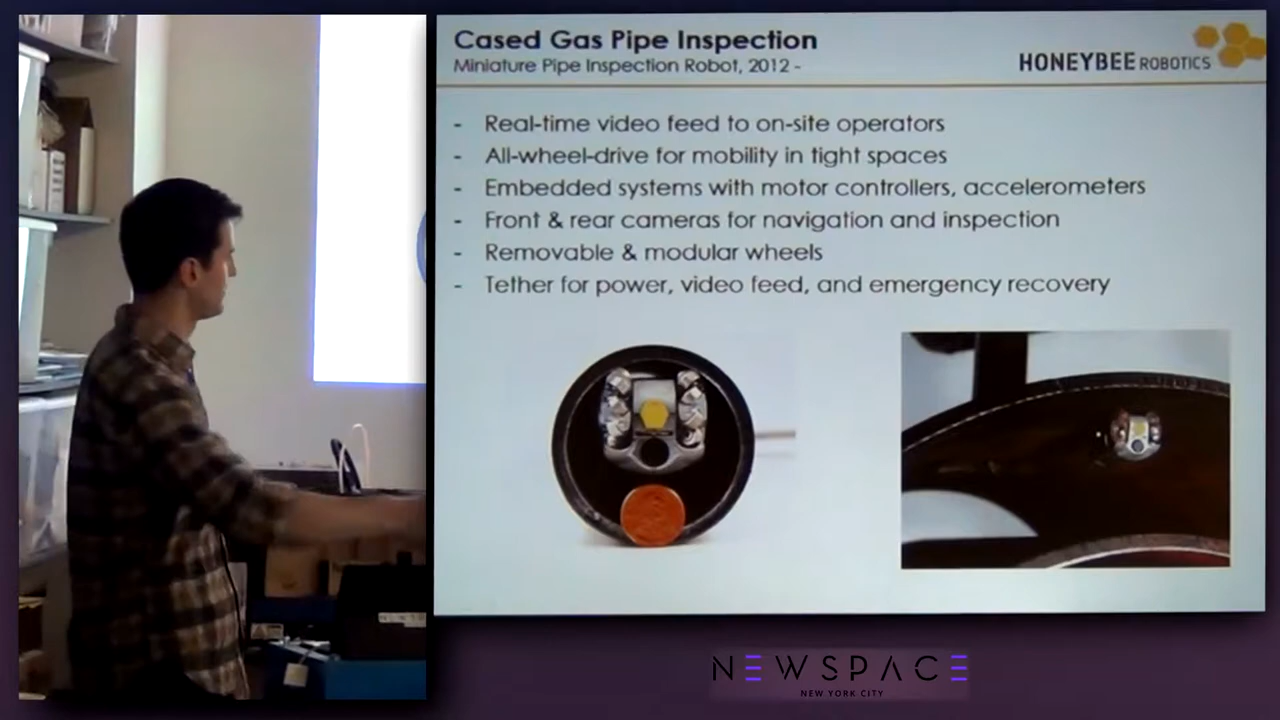 Cased Gas Pipe Inspection
Miniature Pipe Inspection Robot, 2012 -
HONEYBEE ROBOTICS
- Real-time video feed to on-site operators
- All-wheel-drive for mobility in tight spaces
- Embedded systems with motor controllers, accelerometers
- Front & rear cameras for navigation and inspection
- Removable & modular wheels
- Tether for power, video feed, and emergency recovery
NEWSPACE
NEW YORK CITY